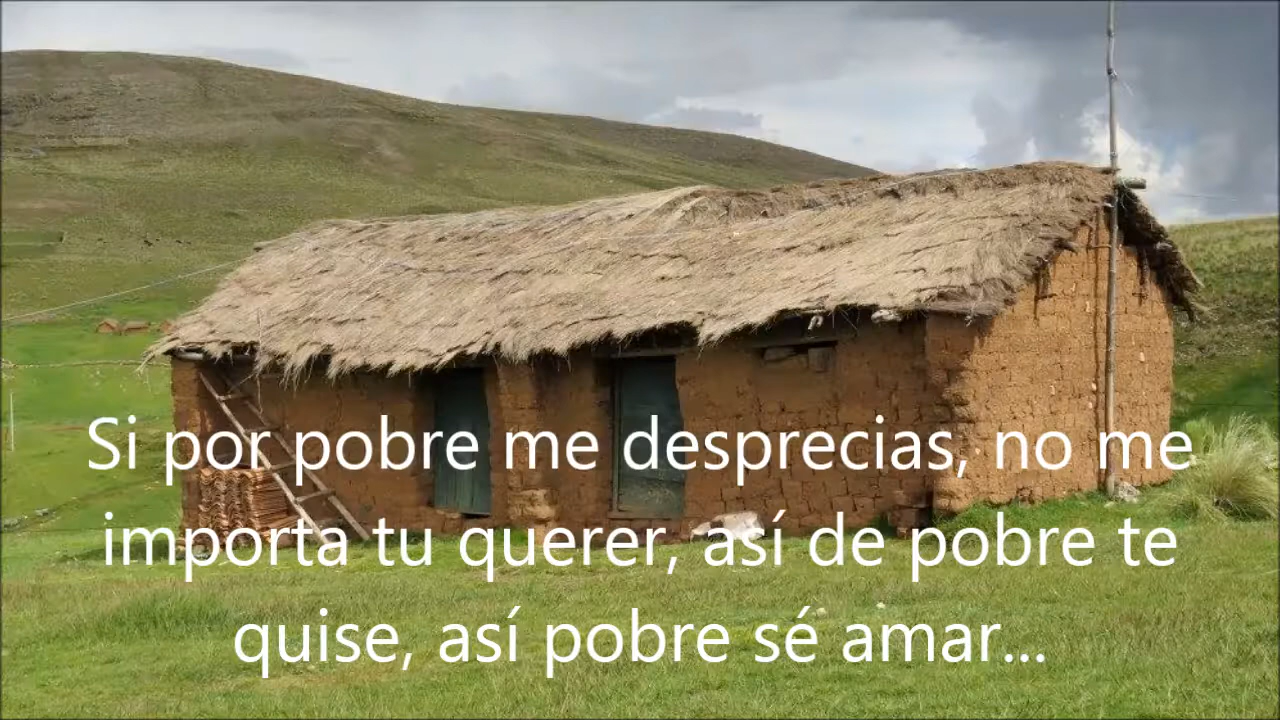 Si por pobre me desprecias, no me
importa tu querer, así de pobre te
quise, así pobre sé amar...